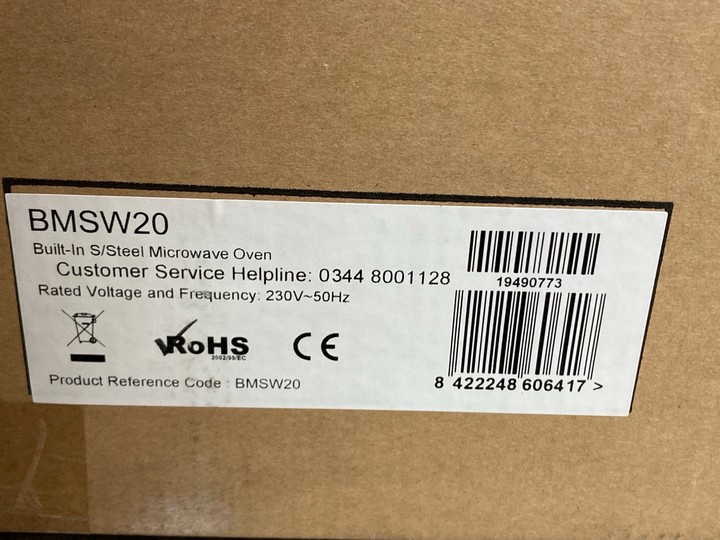 BMSW20
Built-In S/Steel Microwave Oven
Customer Service Helpline: 0344 8001128
Rated Voltage and Frequency: 230V~50Hz
RoHS
2002/95/EC
CE
Product Reference Code : BMSW20
19490773
8 422248 606417 >